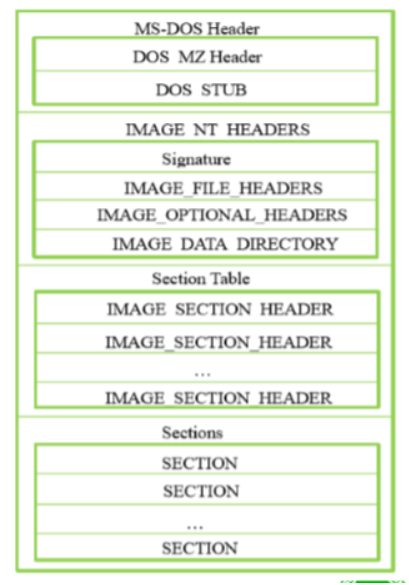 MS-DOS Header
DOS MZ Header
DOS STUB
IMAGE NT HEADERS
Signature
IMAGE_FILE_HEADERS
IMAGE_OPTIONAL_HEADERS
IMAGE DATA DIRECTORY
Section Table
IMAGE SECTION HEADER
IMAGE_SECTION_HEADER
...
IMAGE SECTION HEADER
Sections
SECTION
SECTION
...
SECTION